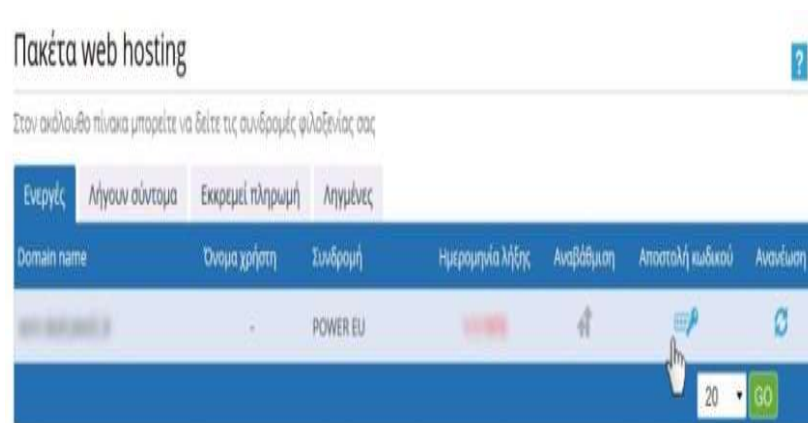 Πακέτα web hosting
?
Στον ακόλουθο πίνακα μπορείτε να δείτε τις συνδρομές φιλοξενίας σας
Ενεργές Λήγουν σύντομα Εκκρεμεί πληρωμή Ληγμένες
Domain name Όνομα χρήστη Συνδρομή Ημερομηνία λήξης Αναβάθμιση Αποστολή κωδικού Ανανέωση
- POWER EU
20 GO